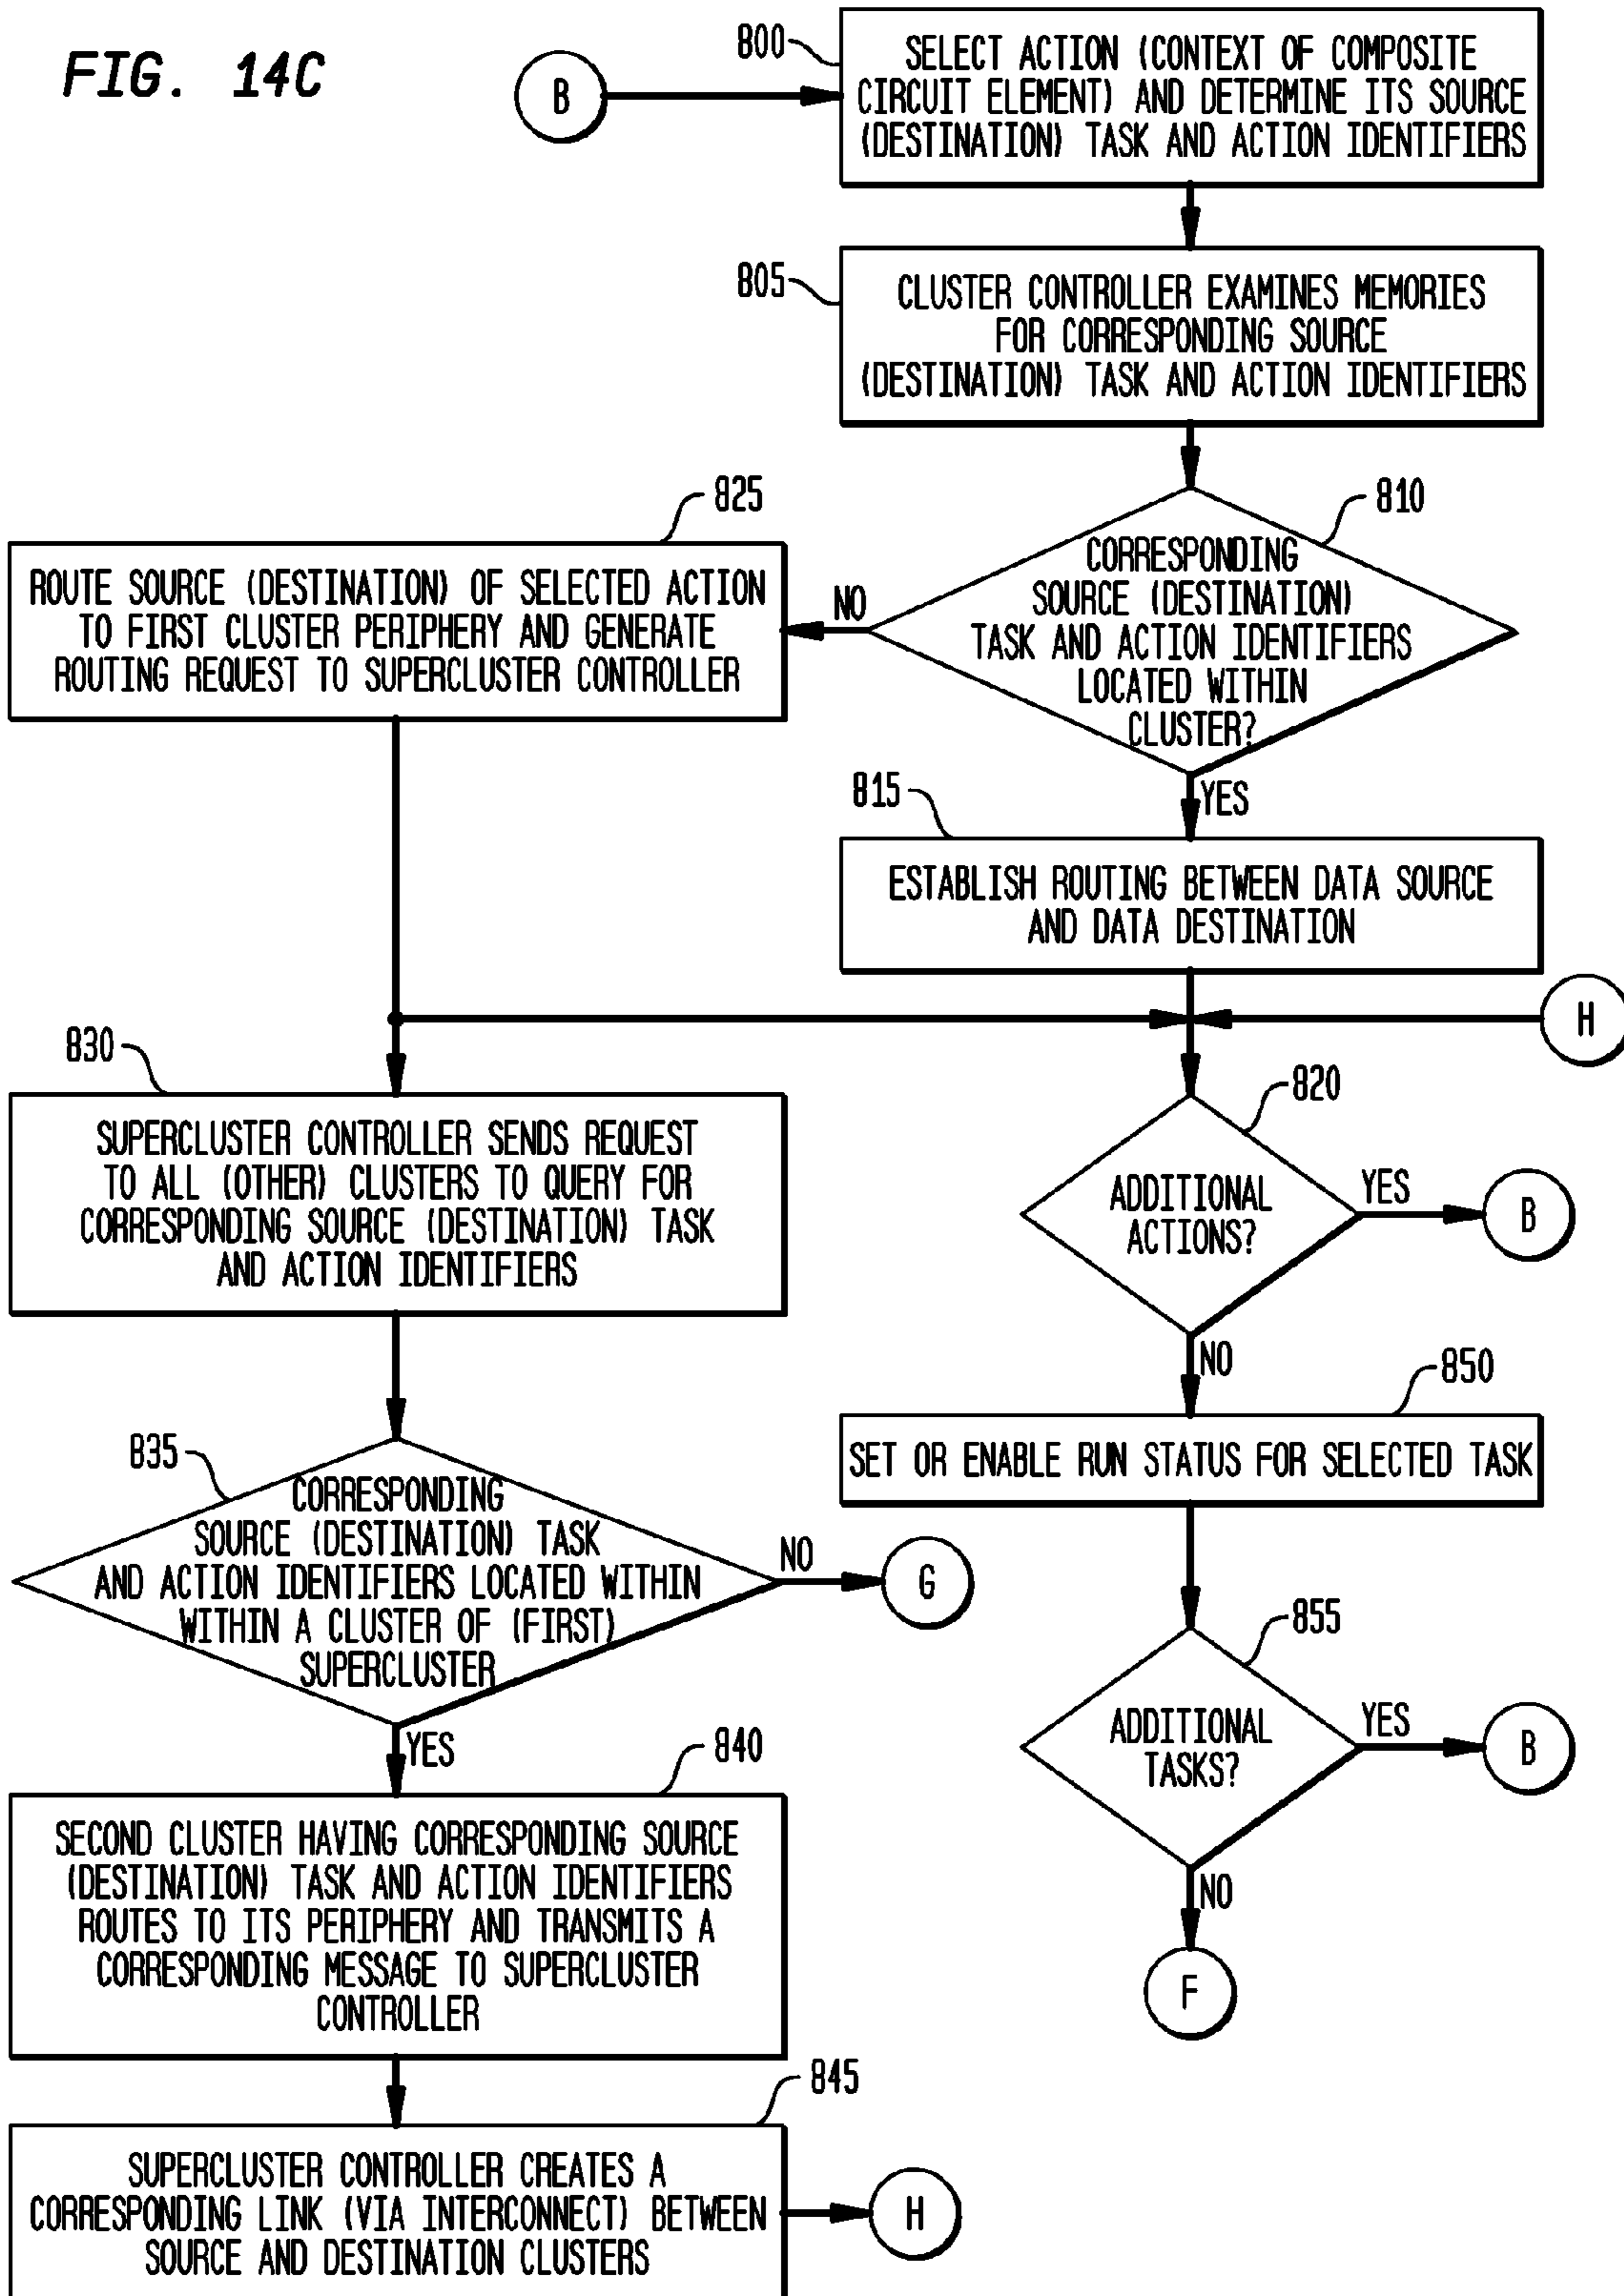 FIG. 14C
B
800
SELECT ACTION (CONTEXT OF COMPOSITE
CIRCUIT ELEMENT) AND DETERMINE ITS SOURCE
(DESTINATION) TASK AND ACTION IDENTIFIERS
805
CLUSTER CONTROLLER EXAMINES MEMORIES
FOR CORRESPONDING SOURCE
(DESTINATION) TASK AND ACTION IDENTIFIERS
810
CORRESPONDING
SOURCE (DESTINATION)
TASK AND ACTION IDENTIFIERS
LOCATED WITHIN
CLUSTER?
NO
YES
825
ROUTE SOURCE (DESTINATION) OF SELECTED ACTION
TO FIRST CLUSTER PERIPHERY AND GENERATE
ROUTING REQUEST TO SUPERCLUSTER CONTROLLER
815
ESTABLISH ROUTING BETWEEN DATA SOURCE
AND DATA DESTINATION
H
830
SUPERCLUSTER CONTROLLER SENDS REQUEST
TO ALL (OTHER) CLUSTERS TO QUERY FOR
CORRESPONDING SOURCE (DESTINATION) TASK
AND ACTION IDENTIFIERS
820
ADDITIONAL
ACTIONS?
YES
B
NO
850
SET OR ENABLE RUN STATUS FOR SELECTED TASK
835
CORRESPONDING
SOURCE (DESTINATION) TASK
AND ACTION IDENTIFIERS LOCATED WITHIN
WITHIN A CLUSTER OF (FIRST)
SUPERCLUSTER
NO
G
YES
855
ADDITIONAL
TASKS?
YES
B
NO
F
840
SECOND CLUSTER HAVING CORRESPONDING SOURCE
(DESTINATION) TASK AND ACTION IDENTIFIERS
ROUTES TO ITS PERIPHERY AND TRANSMITS A
CORRESPONDING MESSAGE TO SUPERCLUSTER
CONTROLLER
845
SUPERCLUSTER CONTROLLER CREATES A
CORRESPONDING LINK (VIA INTERCONNECT) BETWEEN
SOURCE AND DESTINATION CLUSTERS
H